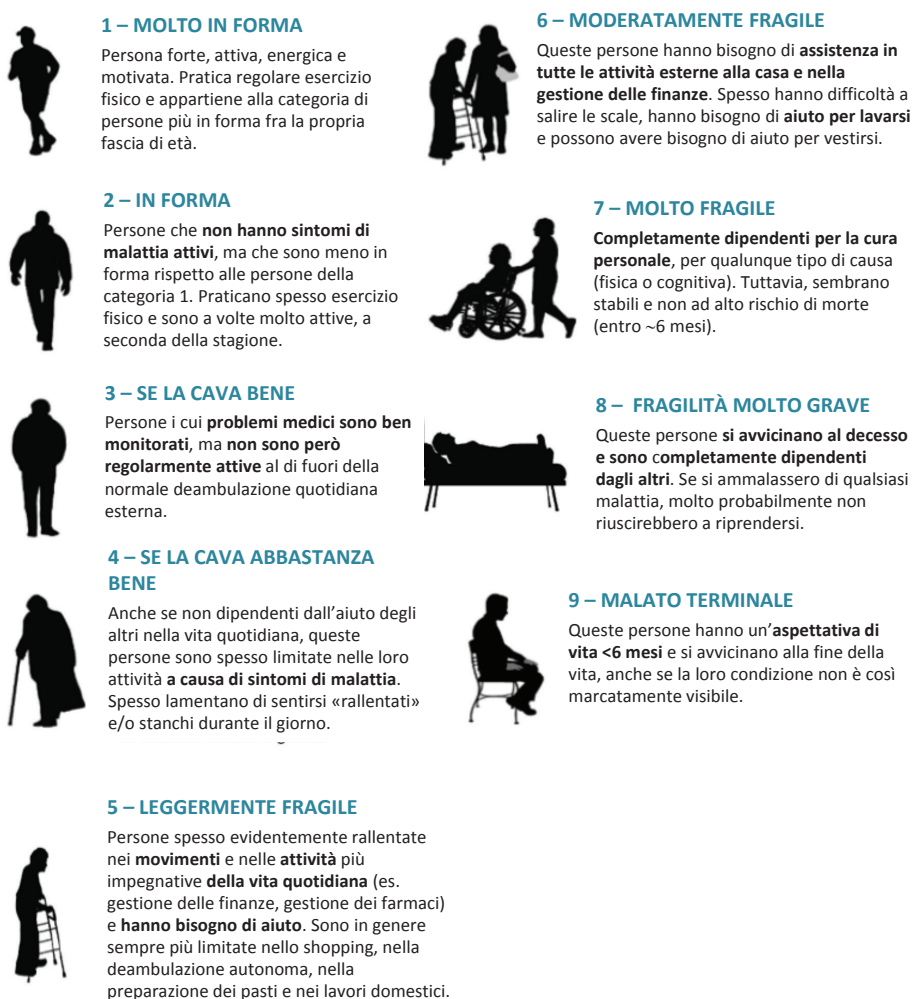 1 – MOLTO IN FORMA
Persona forte, attiva, energica e
motivata. Pratica regolare esercizio
fisico e appartiene alla categoria di
persone più in forma fra la propria
fascia di età.
2 – IN FORMA
Persone che non hanno sintomi di
malattia attivi, ma che sono meno in
forma rispetto alle persone della
categoria 1. Praticano spesso esercizio
fisico e sono a volte molto attive, a
seconda della stagione.
3 – SE LA CAVA BENE
Persone i cui problemi medici sono ben
monitorati, ma non sono però
regolarmente attive al di fuori della
normale deambulazione quotidiana
esterna.
4 – SE LA CAVA ABBASTANZA
BENE
Anche se non dipendenti dall'aiuto degli
altri nella vita quotidiana, queste
persone sono spesso limitate nelle loro
attività a causa di sintomi di malattia.
Spesso lamentano di sentirsi «rallentati»
e/o stanchi durante il giorno.
5 – LEGGERMENTE FRAGILE
Persone spesso evidentemente rallentate
nei movimenti e nelle attività più
impegnative della vita quotidiana (es.
gestione delle finanze, gestione dei farmaci)
e hanno bisogno di aiuto. Sono in genere
sempre più limitate nello shopping, nella
deambulazione autonoma, nella
preparazione dei pasti e nei lavori domestici.
6 – MODERATAMENTE FRAGILE
Queste persone hanno bisogno di assistenza in
tutte le attività esterne alla casa e nella
gestione delle finanze. Spesso hanno difficoltà a
salire le scale, hanno bisogno di aiuto per lavarsi
e possono avere bisogno di aiuto per vestirsi.
7 – MOLTO FRAGILE
Completamente dipendenti per la cura
personale, per qualunque tipo di causa
(fisica o cognitiva). Tuttavia, sembrano
stabili e non ad alto rischio di morte
(entro ~6 mesi).
8 – FRAGILITÀ MOLTO GRAVE
Queste persone si avvicinano al decesso
e sono completamente dipendenti
dagli altri. Se si ammalassero di qualsiasi
malattia, molto probabilmente non
riuscirebbero a riprendersi.
9 – MALATO TERMINALE
Queste persone hanno un'aspettativa di
vita <6 mesi e si avvicinano alla fine della
vita, anche se la loro condizione non è così
marcatamente visibile.